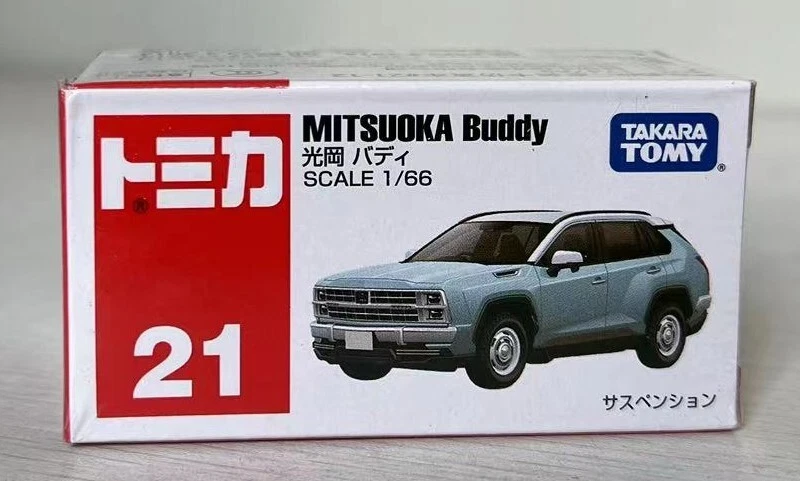 トミカ
®
21
MITSUOKA Buddy
光岡 バディ
SCALE 1/66
TAKARA
TOMY
®
サスペンション